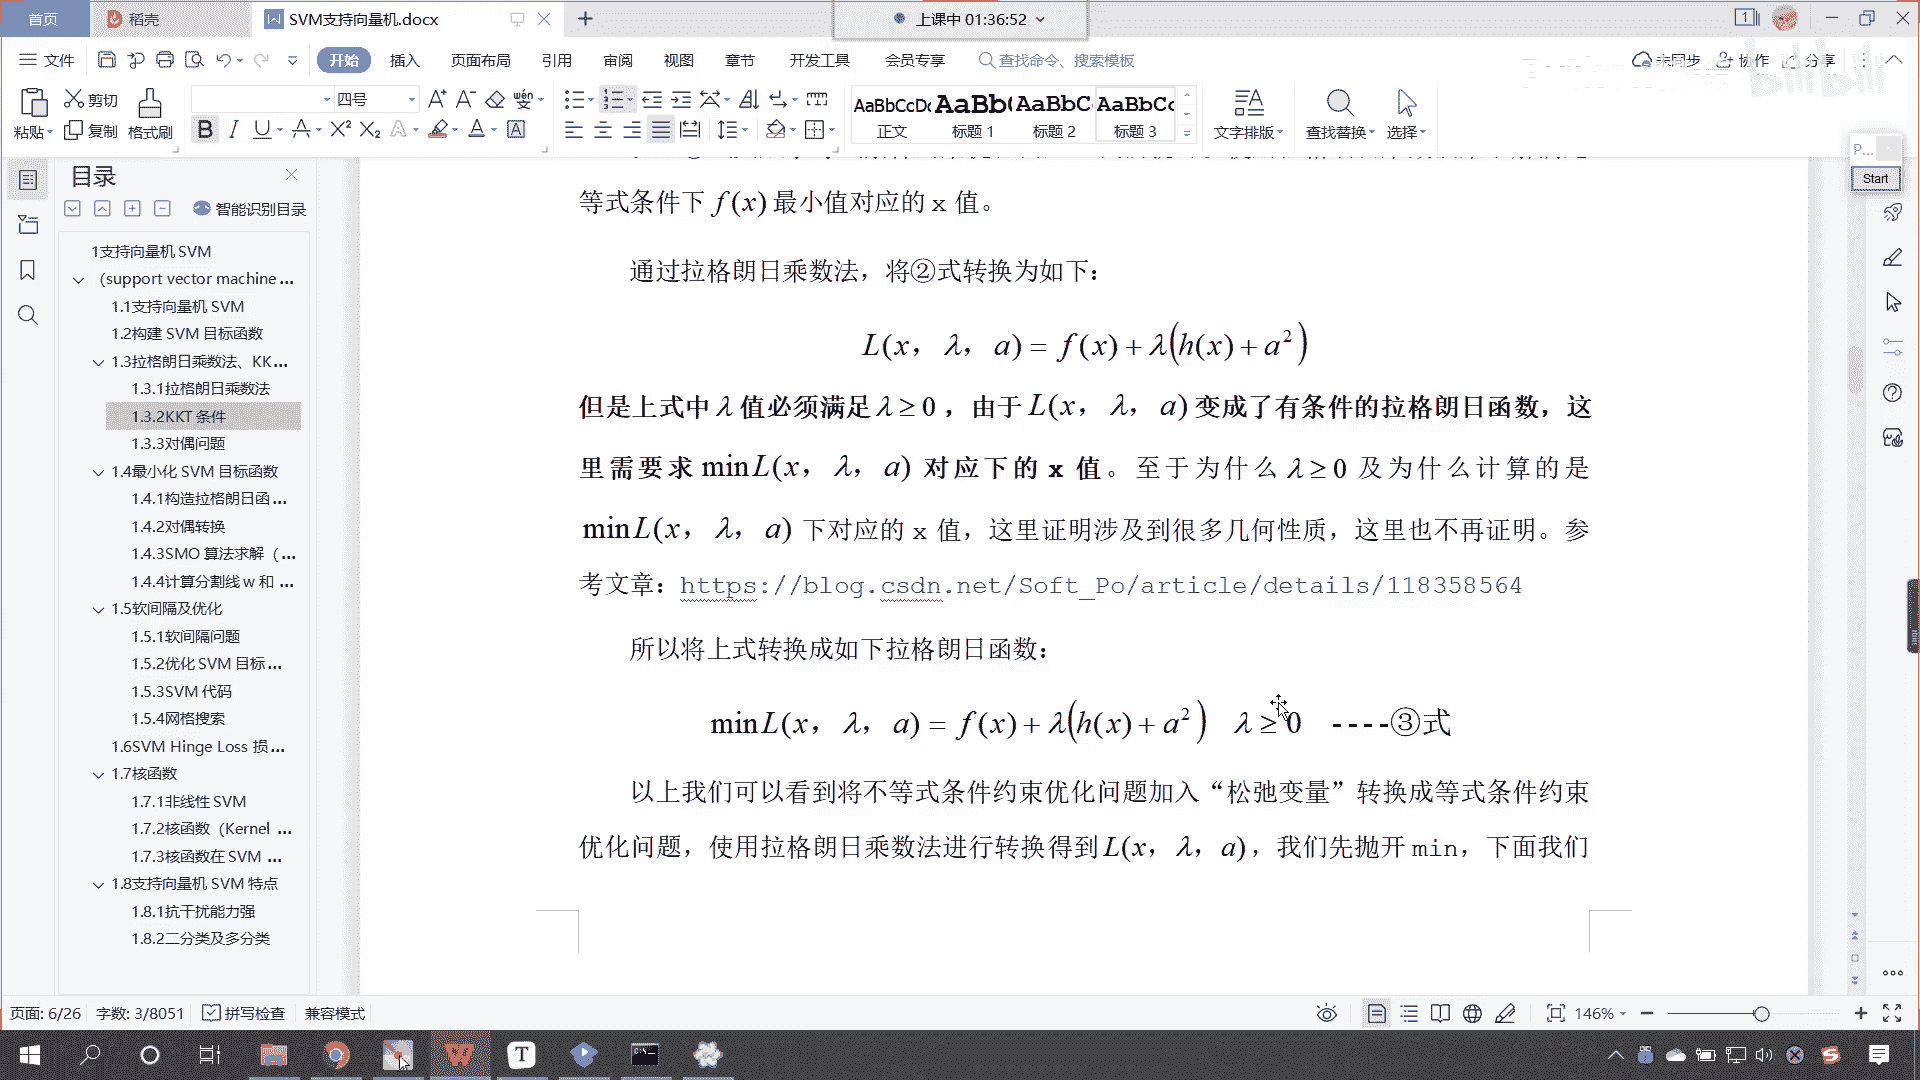 首页
稻壳
SVM支持向量机.docx
上课中 01:36:52
文件
开始
插入
页面布局
引用
审阅
视图
章节
开发工具
会员专享
查找命令、搜索模板
未同步
协作
分享
bilibili
粘贴
剪切
复制
格式刷
四号
AaBbCcDc
正文
AaBb(
标题 1
AaBbC
标题 2
AaBbCc
标题 3
文字排版
查找替换
选择
P...
Start
目录
智能识别目录
1支持向量机 SVM
(support vector machine ...
1.1支持向量机 SVM
1.2构建 SVM 目标函数
1.3拉格朗日乘数法、KK...
1.3.1拉格朗日乘数法
1.3.2KKT 条件
1.3.3对偶问题
1.4最小化 SVM 目标函数
1.4.1构造拉格朗日函 ...
1.4.2对偶转换
1.4.3SMO 算法求解（ ...
1.4.4计算分割线 w 和 ...
1.5软间隔及优化
1.5.1软间隔问题
1.5.2优化 SVM 目标 ...
1.5.3SVM 代码
1.5.4网格搜索
1.6SVM Hinge Loss 损 ...
1.7核函数
1.7.1非线性 SVM
1.7.2核函数（Kernel ...
1.7.3核函数在 SVM ...
1.8支持向量机 SVM 特点
1.8.1抗干扰能力强
1.8.2二分类及多分类
等式条件下 f(x) 最小值对应的 x 值。
通过拉格朗日乘数法，将②式转换为如下：
L(x，λ，a) = f(x) + λ(h(x) + a²)
但是上式中 λ 值必须满足 λ ≥ 0 ，由于 L(x，λ，a) 变成了有条件的拉格朗日函数，这
里需要求 min L(x，λ，a) 对应下的 x 值。至于为什么 λ ≥ 0 及为什么计算的是
min L(x，λ，a) 下对应的 x 值，这里证明涉及到很多几何性质，这里也不再证明。参
考文章：https://blog.csdn.net/Soft_Po/article/details/118358564
所以将上式转换成如下拉格朗日函数：
min L(x，λ，a) = f(x) + λ(h(x) + a²) λ ≥ 0 ----③式
以上我们可以看到将不等式条件约束优化问题加入“松弛变量”转换成等式条件约束
优化问题，使用拉格朗日乘数法进行转换得到 L(x，λ，a)，我们先抛开 min，下面我们
页面: 6/26
字数: 3/8051
拼写检查
兼容模式
146%